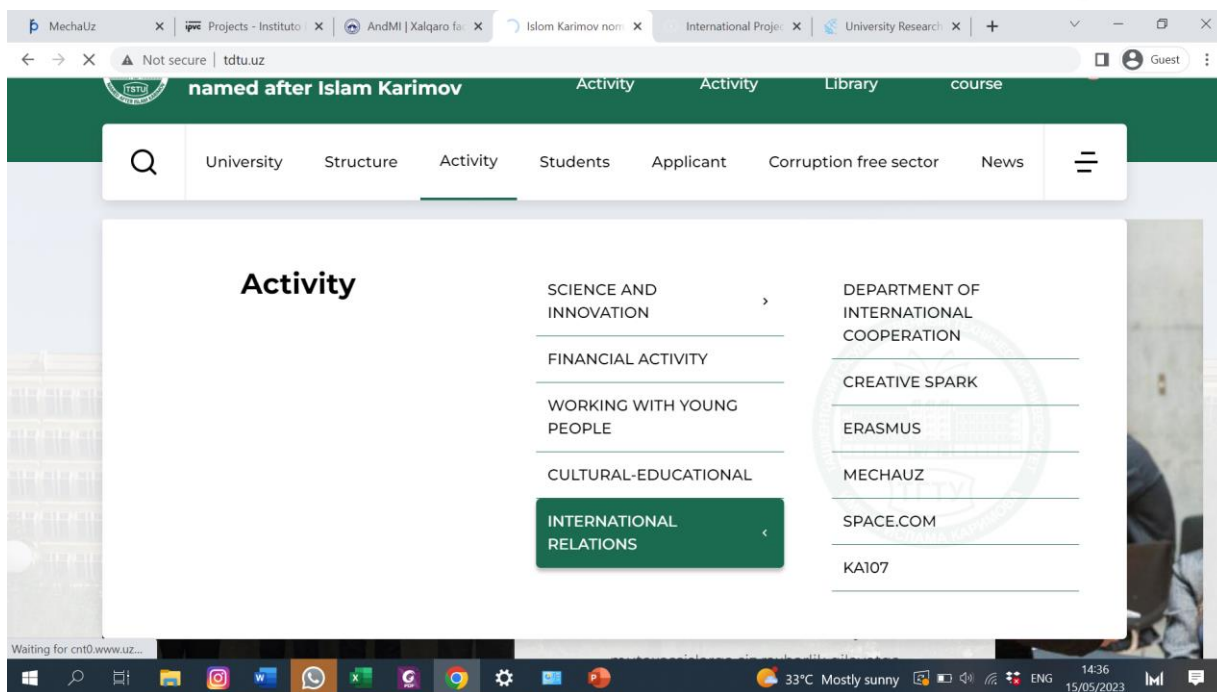 MechaUz
ipvc Projects - Instituto
AndMI | Xalqaro fac
Islom Karimov nom
International Projec
University Research
Not secure | tdtu.uz
Guest
TSTU
named after Islam Karimov
Activity
Activity
Library
course
University
Structure
Activity
Students
Applicant
Corruption free sector
News
Activity
SCIENCE AND
INNOVATION
FINANCIAL ACTIVITY
WORKING WITH YOUNG
PEOPLE
CULTURAL-EDUCATIONAL
INTERNATIONAL
RELATIONS
DEPARTMENT OF
INTERNATIONAL
COOPERATION
CREATIVE SPARK
ERASMUS
MECHAUZ
SPACE.COM
KA107
Waiting for cnt0.www.uz...
33°C Mostly sunny
ENG
14:36
15/05/2023